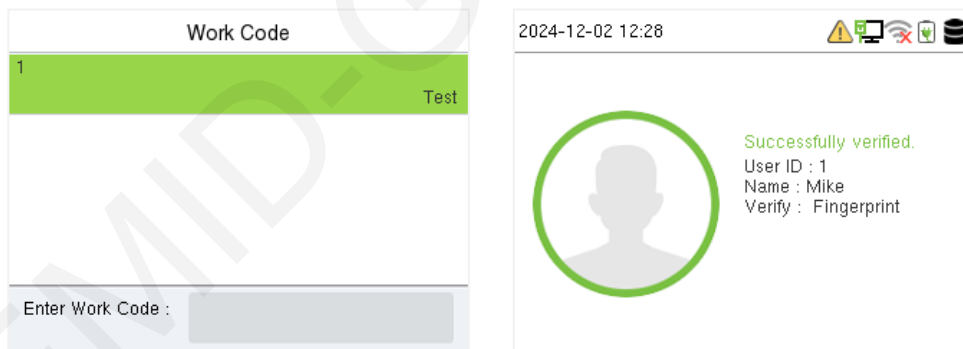 Work Code
1
Test
Enter Work Code :
2024-12-02 12:28
Successfully verified.
User ID : 1
Name : Mike
Verify : Fingerprint